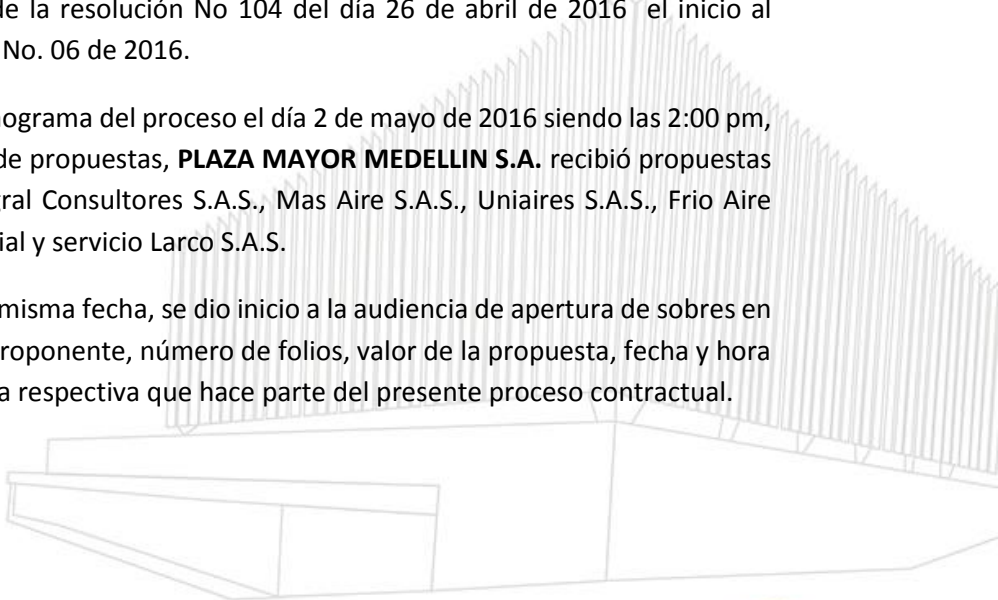 de la resolución No 104 del día 26 de abril de 2016 el inicio al
No. 06 de 2016.
ograma del proceso el día 2 de mayo de 2016 siendo las 2:00 pm,
de propuestas, PLAZA MAYOR MEDELLIN S.A. recibió propuestas
gral Consultores S.A.S., Mas Aire S.A.S., Uniaires S.A.S., Frio Aire
ial y servicio Larco S.A.S.
misma fecha, se dio inicio a la audiencia de apertura de sobres en
roponente, número de folios, valor de la propuesta, fecha y hora
a respectiva que hace parte del presente proceso contractual.